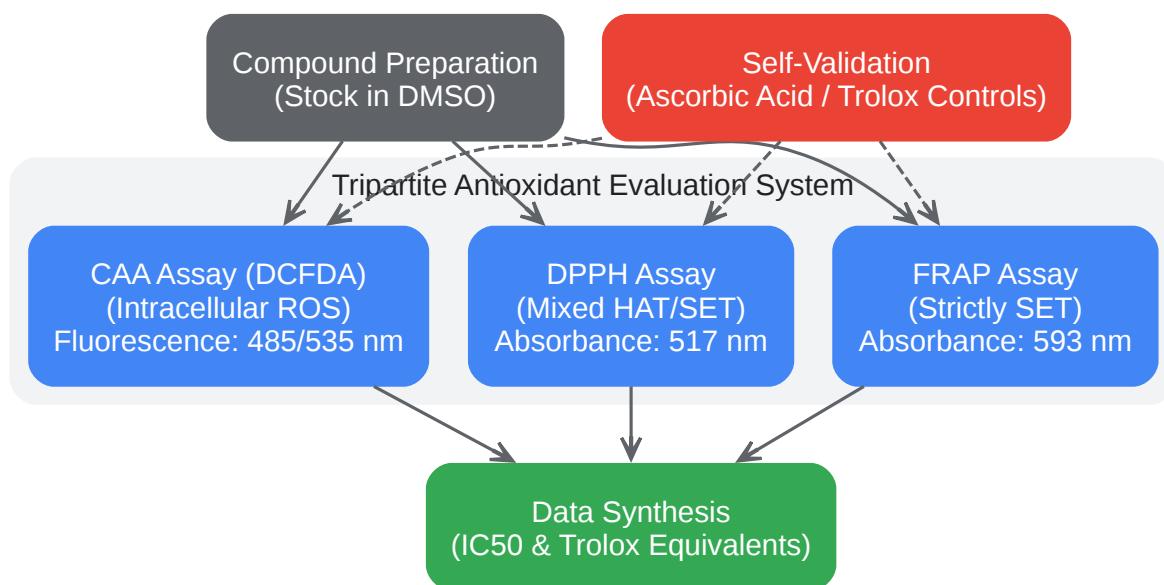 Compound Preparation
(Stock in DMSO)
Self-Validation
(Ascorbic Acid / Trolox Controls)
Tripartite Antioxidant Evaluation System
CAA Assay (DCFDA)
(Intracellular ROS)
Fluorescence: 485/535 nm
DPPH Assay
(Mixed HAT/SET)
Absorbance: 517 nm
FRAP Assay
(Strictly SET)
Absorbance: 593 nm
Data Synthesis
(IC50 & Trolox Equivalents)